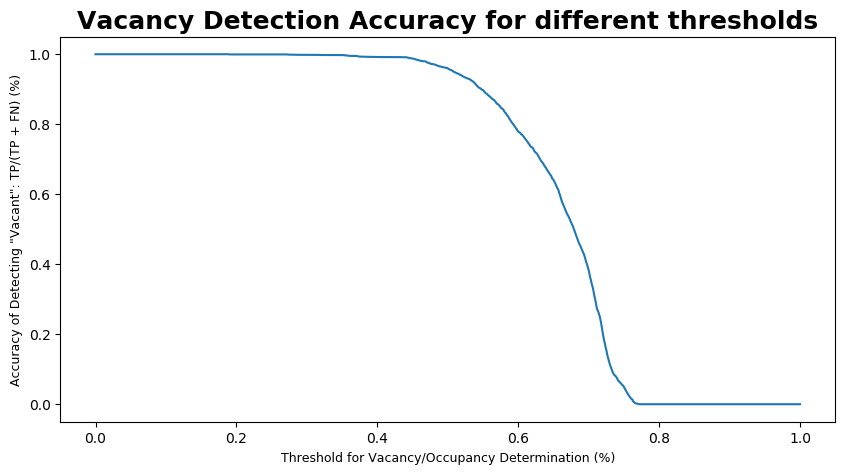 Vacancy Detection Accuracy for different thresholds
Accuracy of Detecting "Vacant": TP/(TP + FN) (%)
1.0
0.8
0.6
0.4
0.2
0.0
0.0 0.2 0.4 0.6 0.8 1.0
Threshold for Vacancy/Occupancy Determination (%)